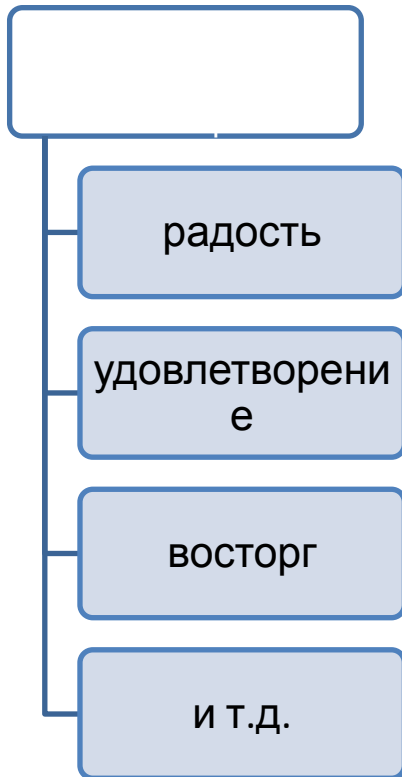 радость
удовлетворени
е
восторг
и т.д.